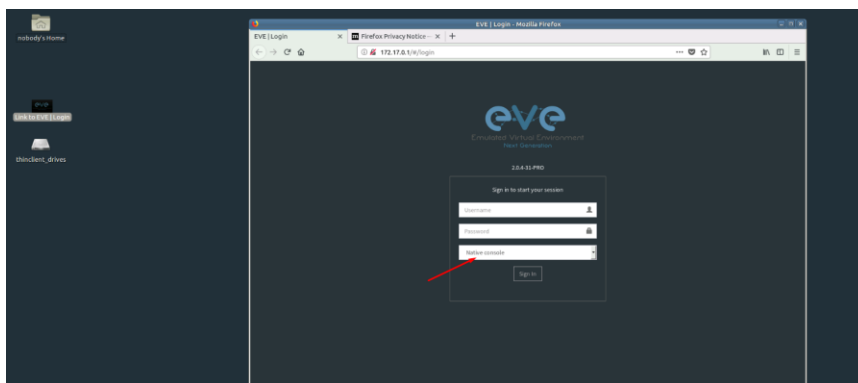 nobody's Home
Link to EVE | Login
thinclient_drives
EVE | Login - Mozilla Firefox
EVE | Login
Firefox Privacy Notice —
172.17.0.1/#/login
eve
Emulated Virtual Environment
Next Generation
2.0.4-33-PRO
Sign in to start your session
Username
Password
Native console
Sign In